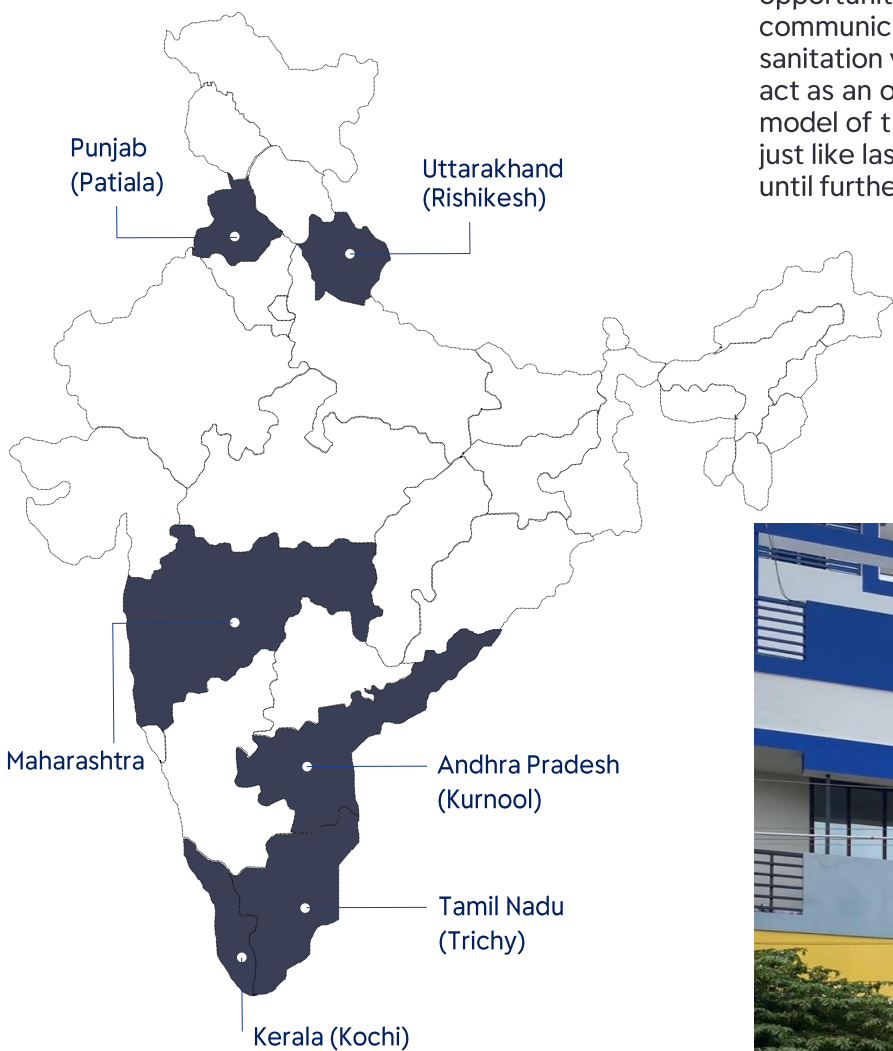 communic
sanitation
act as an o
model of t
just like las
until furthe
Punjab
(Patiala)
Uttarakhand
(Rishikesh)
Maharashtra
Andhra Pradesh
(Kurnool)
Tamil Nadu
(Trichy)
Kerala (Kochi)